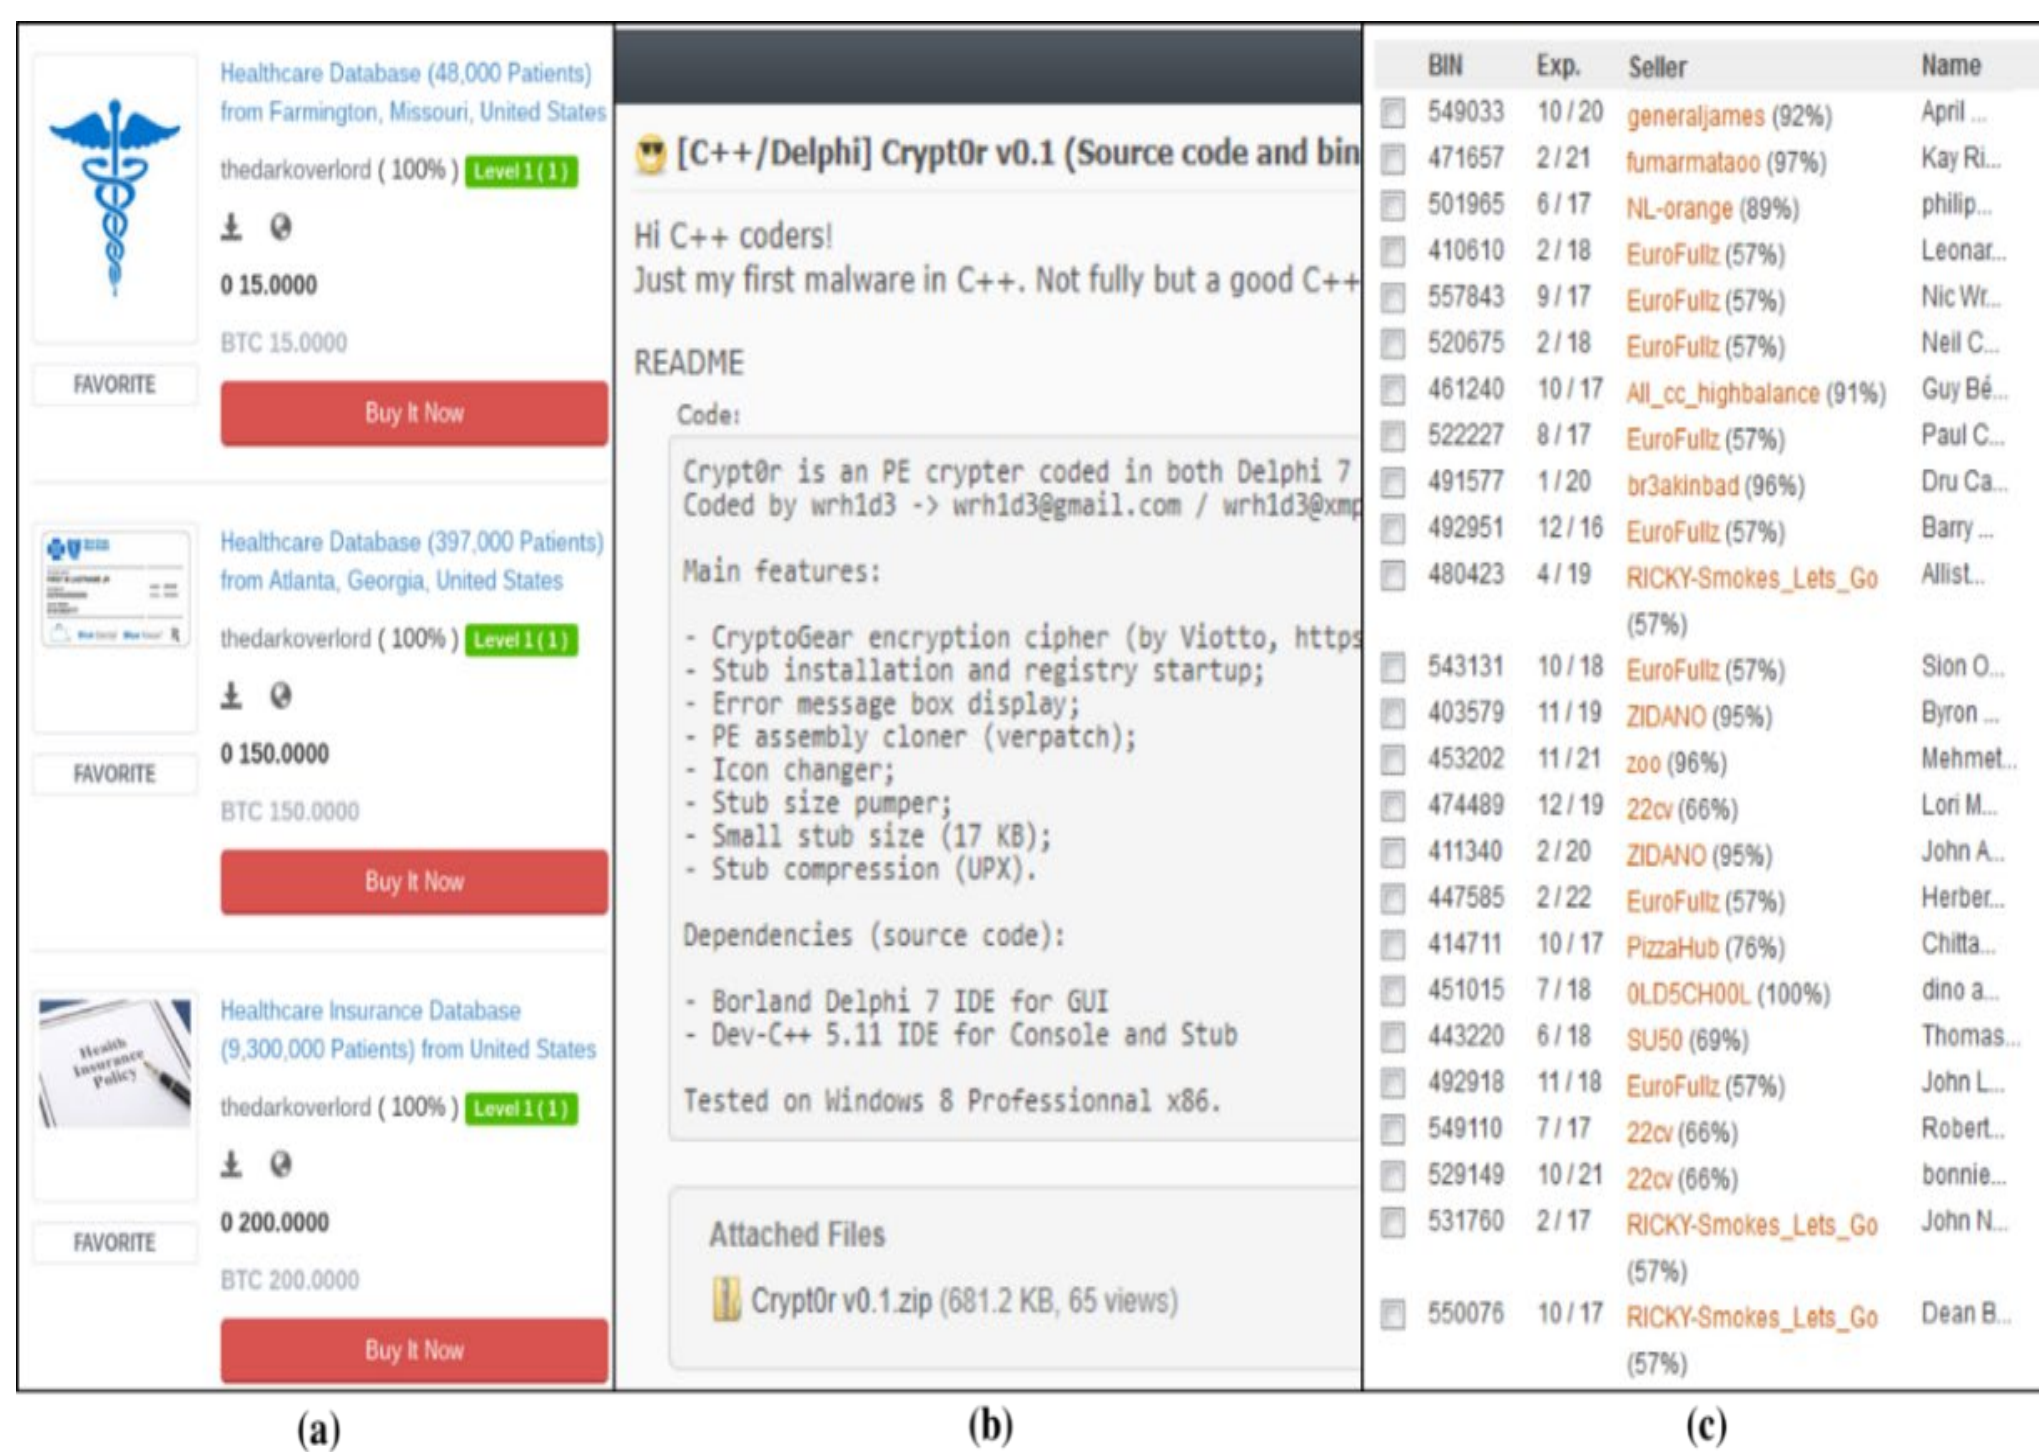 Healthcare Database (48,000 Patients)
from Farmington, Missouri, United States
thedarkoverlord ( 100% ) Level 1 ( 1 )
0 15.0000
BTC 15.0000
FAVORITE
Buy It Now
Healthcare Database (397,000 Patients)
from Atlanta, Georgia, United States
thedarkoverlord ( 100% ) Level 1 ( 1 )
0 150.0000
FAVORITE
BTC 150.0000
Buy It Now
Health
Insurance
Policy
Healthcare Insurance Database
(9,300,000 Patients) from United States
thedarkoverlord ( 100% ) Level 1 ( 1 )
0 200.0000
FAVORITE
BTC 200.0000
Buy It Now
(a)
[C++/Delphi] Crypt0r v0.1 (Source code and bin
Hi C++ coders!
Just my first malware in C++. Not fully but a good C++
README
Code:
Crypt0r is an PE crypter coded in both Delphi 7
Coded by wrh1d3 -> wrh1d3@gmail.com / wrh1d3@xmp
Main features:
- CryptoGear encryption cipher (by Viotto, https
- Stub installation and registry startup;
- Error message box display;
- PE assembly cloner (verpatch);
- Icon changer;
- Stub size pumper;
- Small stub size (17 KB);
- Stub compression (UPX).
Dependencies (source code):
- Borland Delphi 7 IDE for GUI
- Dev-C++ 5.11 IDE for Console and Stub
Tested on Windows 8 Professionnal x86.
Attached Files
Crypt0r v0.1.zip (681.2 KB, 65 views)
(b)
BIN Exp. Seller Name
549033 10 / 20 generaljames (92%) April ...
471657 2 / 21 fumarmataoo (97%) Kay Ri...
501965 6 / 17 NL-orange (89%) philip...
410610 2 / 18 EuroFullz (57%) Leonar...
557843 9 / 17 EuroFullz (57%) Nic Wr...
520675 2 / 18 EuroFullz (57%) Neil C...
461240 10 / 17 All_cc_highbalance (91%) Guy Bé...
522227 8 / 17 EuroFullz (57%) Paul C...
491577 1 / 20 br3akinbad (96%) Dru Ca...
492951 12 / 16 EuroFullz (57%) Barry ...
480423 4 / 19 RICKY-Smokes_Lets_Go Allist...
(57%)
543131 10 / 18 EuroFullz (57%) Sion O...
403579 11 / 19 ZIDANO (95%) Byron ...
453202 11 / 21 zoo (96%) Mehmet...
474489 12 / 19 22cv (66%) Lori M...
411340 2 / 20 ZIDANO (95%) John A...
447585 2 / 22 EuroFullz (57%) Herber...
414711 10 / 17 PizzaHub (76%) Chitta...
451015 7 / 18 0LD5CH00L (100%) dino a...
443220 6 / 18 SU50 (69%) Thomas...
492918 11 / 18 EuroFullz (57%) John L...
549110 7 / 17 22cv (66%) Robert...
529149 10 / 21 22cv (66%) bonnie...
531760 2 / 17 RICKY-Smokes_Lets_Go John N...
(57%)
550076 10 / 17 RICKY-Smokes_Lets_Go Dean B...
(57%)
(c)